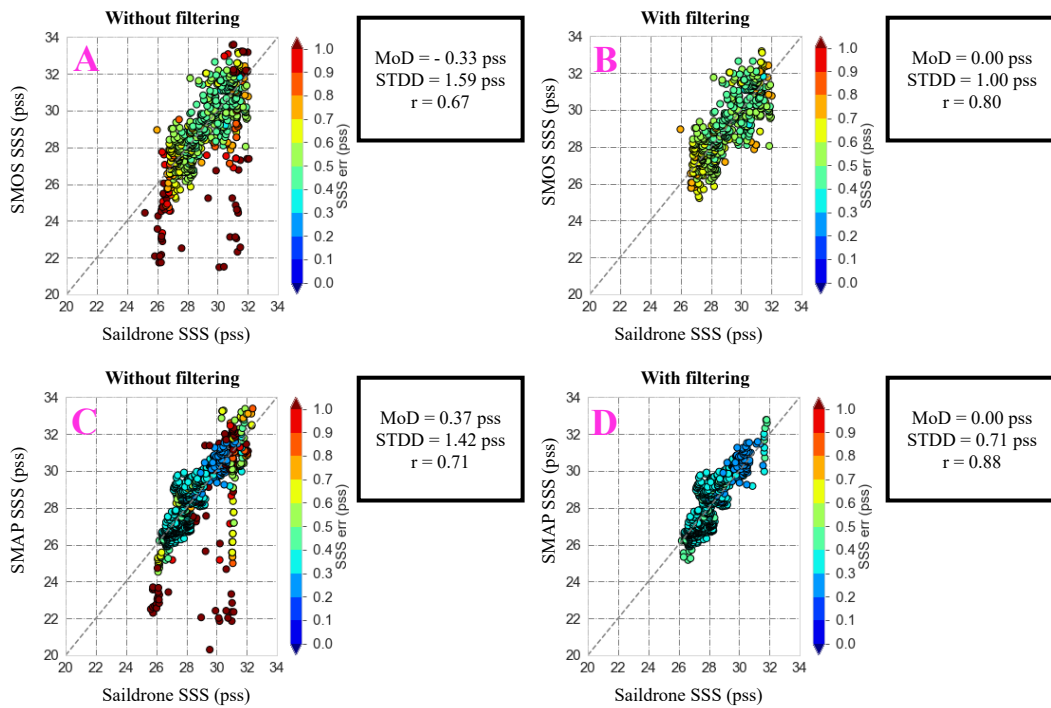 Without filtering
A
34
32
30
28
26
24
22
20
20 22 24 26 28 30 32 34
SMOS SSS (pss)
Saildrone SSS (pss)
1.0
0.9
0.8
0.7
0.6
0.5
0.4
0.3
0.2
0.1
0.0
SSS err (pss)
MoD = - 0.33 pss
STDD = 1.59 pss
r = 0.67
With filtering
B
34
32
30
28
26
24
22
20
20 22 24 26 28 30 32 34
SMOS SSS (pss)
Saildrone SSS (pss)
1.0
0.9
0.8
0.7
0.6
0.5
0.4
0.3
0.2
0.1
0.0
SSS err (pss)
MoD = 0.00 pss
STDD = 1.00 pss
r = 0.80
Without filtering
C
34
32
30
28
26
24
22
20
20 22 24 26 28 30 32 34
SMAP SSS (pss)
Saildrone SSS (pss)
1.0
0.9
0.8
0.7
0.6
0.5
0.4
0.3
0.2
0.1
0.0
SSS err (pss)
MoD = 0.37 pss
STDD = 1.42 pss
r = 0.71
With filtering
D
34
32
30
28
26
24
22
20
20 22 24 26 28 30 32 34
SMAP SSS (pss)
Saildrone SSS (pss)
1.0
0.9
0.8
0.7
0.6
0.5
0.4
0.3
0.2
0.1
0.0
SSS err (pss)
MoD = 0.00 pss
STDD = 0.71 pss
r = 0.88